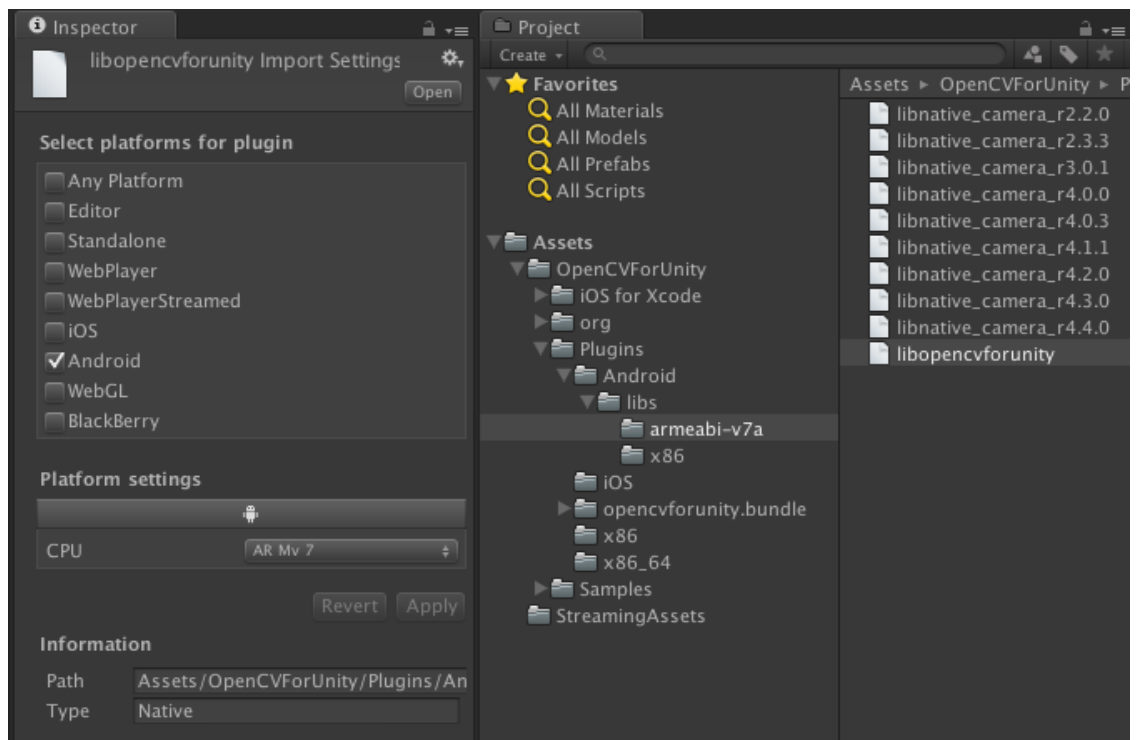 Inspector
libopencvforunity Import Settings
Open
Select platforms for plugin
Any Platform
Editor
Standalone
WebPlayer
WebPlayerStreamed
iOS
Android
WebGL
BlackBerry
Platform settings
CPU
AR Mv 7
Revert Apply
Information
Path Assets/OpenCVForUnity/Plugins/An
Type Native
Project
Create
Favorites
All Materials
All Models
All Prefabs
All Scripts
Assets
OpenCVForUnity
iOS for Xcode
org
Plugins
Android
libs
armeabi-v7a
x86
iOS
opencvforunity.bundle
x86
x86_64
Samples
StreamingAssets
Assets ▸ OpenCVForUnity ▸ P
libnative_camera_r2.2.0
libnative_camera_r2.3.3
libnative_camera_r3.0.1
libnative_camera_r4.0.0
libnative_camera_r4.0.3
libnative_camera_r4.1.1
libnative_camera_r4.2.0
libnative_camera_r4.3.0
libnative_camera_r4.4.0
libopencvforunity